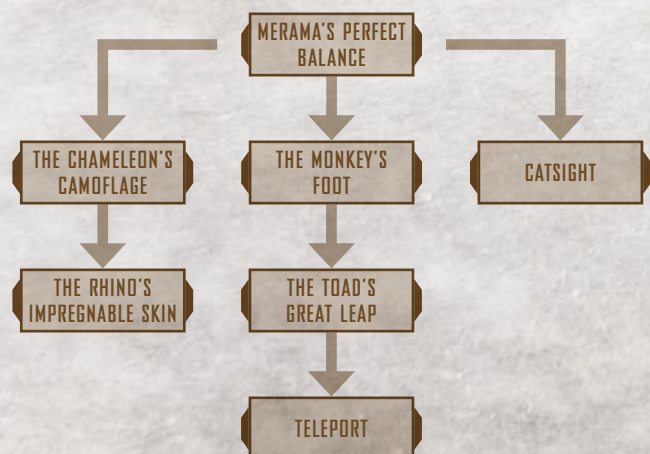 MERAMA'S PERFECT
BALANCE
THE CHAMELEON'S
CAMOFLAGE
THE MONKEY'S
FOOT
CATSIGHT
THE RHINO'S
IMPREGNABLE SKIN
THE TOAD'S
GREAT LEAP
TELEPORT